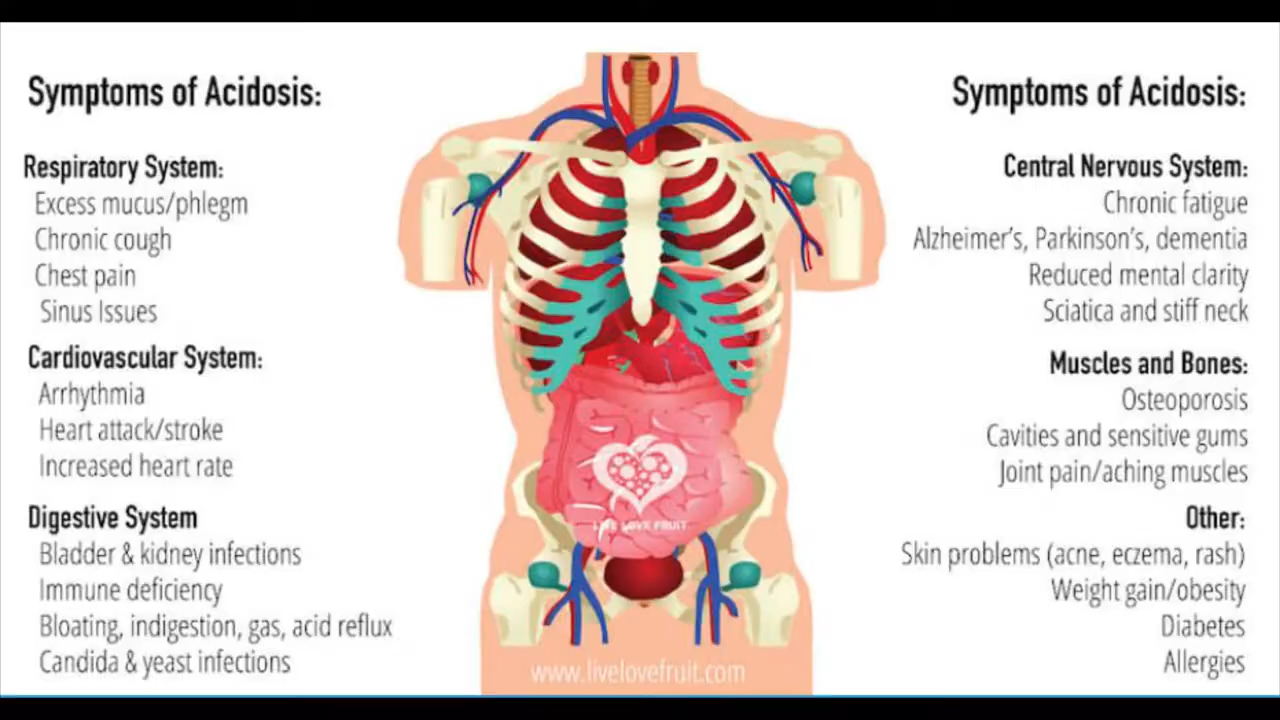 Symptoms of Acidosis:
Respiratory System:
Excess mucus/phlegm
Chronic cough
Chest pain
Sinus Issues
Cardiovascular System:
Arrhythmia
Heart attack/stroke
Increased heart rate
Digestive System
Bladder & kidney infections
Immune deficiency
Bloating, indigestion, gas, acid reflux
Candida & yeast infections
LIVE LOVE FRUIT
www.livelovefruit.com
Symptoms of Acidosis:
Central Nervous System:
Chronic fatigue
Alzheimer's, Parkinson's, dementia
Reduced mental clarity
Sciatica and stiff neck
Muscles and Bones:
Osteoporosis
Cavities and sensitive gums
Joint pain/aching muscles
Other:
Skin problems (acne, eczema, rash)
Weight gain/obesity
Diabetes
Allergies